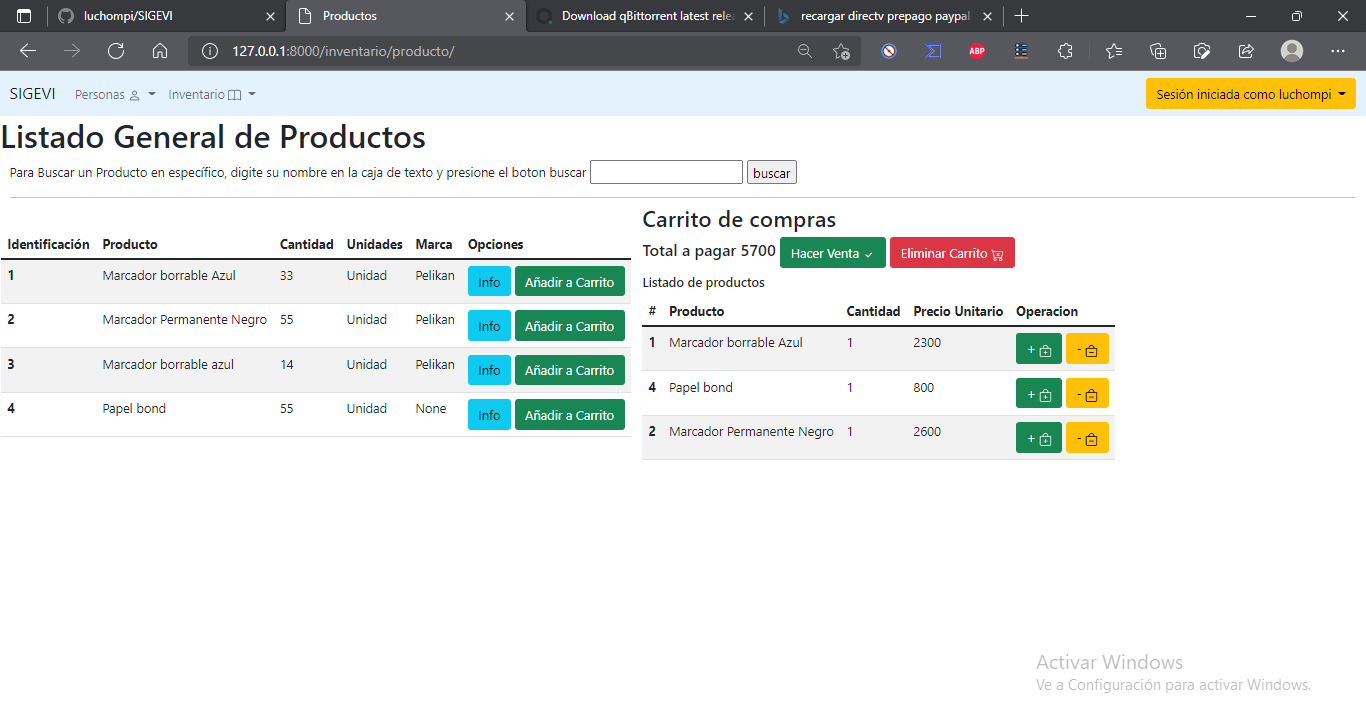 luchompi/SIGEVI
Productos
Download qBittorrent latest rele
recargar directv prepago paypal
127.0.0.1:8000/inventario/producto/
ABP
SIGEVI Personas Inventario
Sesión iniciada como luchompi
Listado General de Productos
Para Buscar un Producto en específico, digite su nombre en la caja de texto y presione el boton buscar
buscar
Identificación Producto Cantidad Unidades Marca Opciones
1 Marcador borrable Azul 33 Unidad Pelikan Info Añadir a Carrito
2 Marcador Permanente Negro 55 Unidad Pelikan Info Añadir a Carrito
3 Marcador borrable azul 14 Unidad Pelikan Info Añadir a Carrito
4 Papel bond 55 Unidad None Info Añadir a Carrito
Carrito de compras
Total a pagar 5700 Hacer Venta Eliminar Carrito
Listado de productos
# Producto Cantidad Precio Unitario Operacion
1 Marcador borrable Azul 1 2300 + -
4 Papel bond 1 800 + -
2 Marcador Permanente Negro 1 2600 + -
Activar Windows
Ve a Configuración para activar Windows.